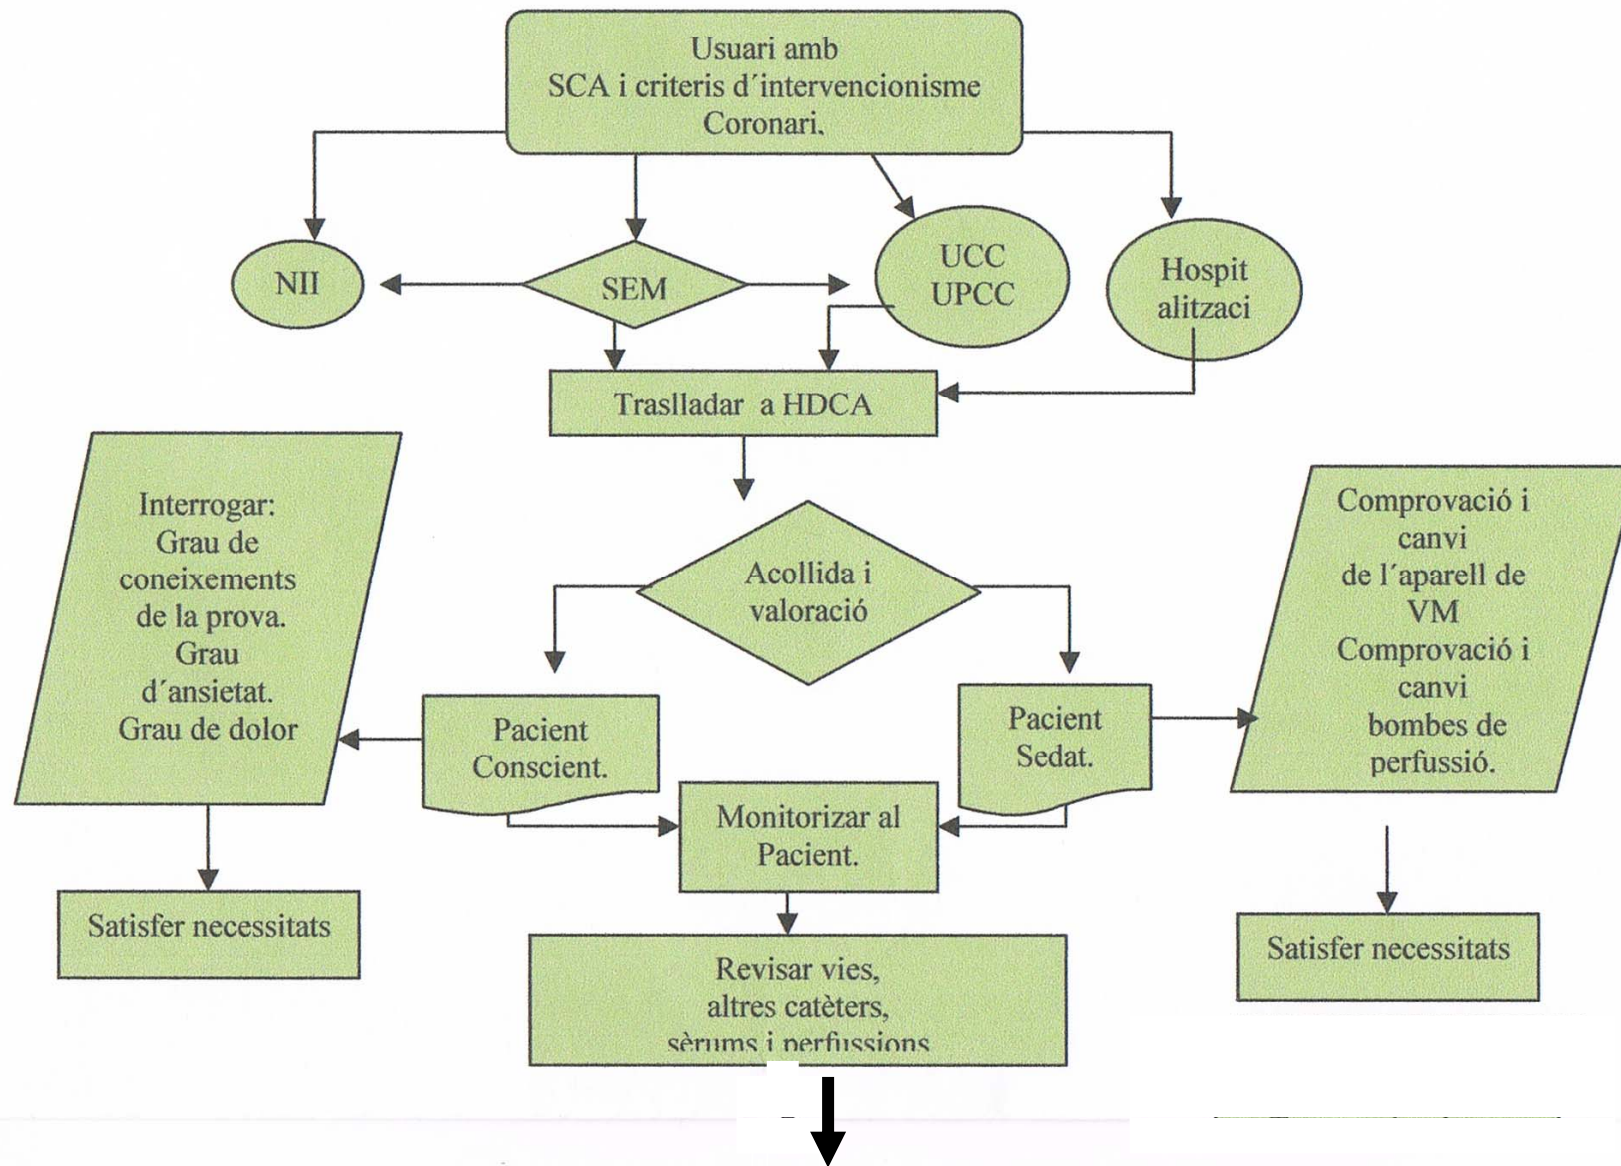 Usuari amb
SCA i criteris d´intervencionisme
Coronari.
NII
SEM
UCC
UPCC
Hospit
alitzaci
Traslladar a HDCA
Interrogar:
Grau de
coneixements
de la prova.
Grau
d´ansietat.
Grau de dolor
Acollida i
valoració
Comprovació i
canvi
de l´aparell de
VM
Comprovació i
canvi
bombes de
perfussió.
Pacient
Conscient.
Pacient
Sedat.
Monitorizar al
Pacient.
Satisfer necessitats
Satisfer necessitats
Revisar vies,
altres catèters,
sèrums i perfussions